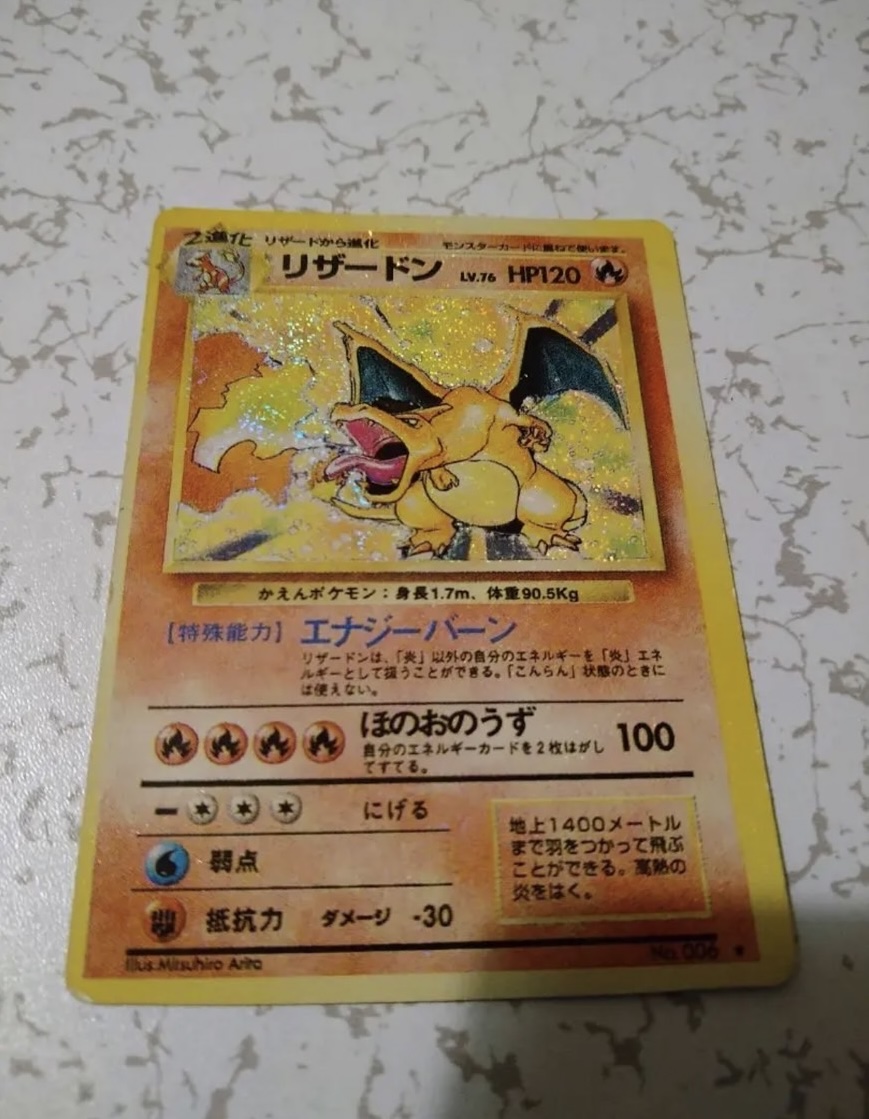 2進化 リザードから進化 モンスターカードに重ねて使います。
リザードン LV.76 HP120
かえんポケモン：身長1.7m、体重90.5Kg
［特殊能力］ エナジーバーン
リザードンは、「炎」以外の自分のエネルギーを「炎」エネ
ルギーとして扱うことができる。「こんらん」状態のときに
は使えない。
ほのおのうず 100
自分のエネルギーカードを2枚はがし
てすてる。
にげる
弱点
抵抗力 ダメージ -30
地上1400メートル
まで羽をつかって飛ぶ
ことができる。高熱の
炎をはく。
Illus.Mitsuhiro Arita No. 006 ★